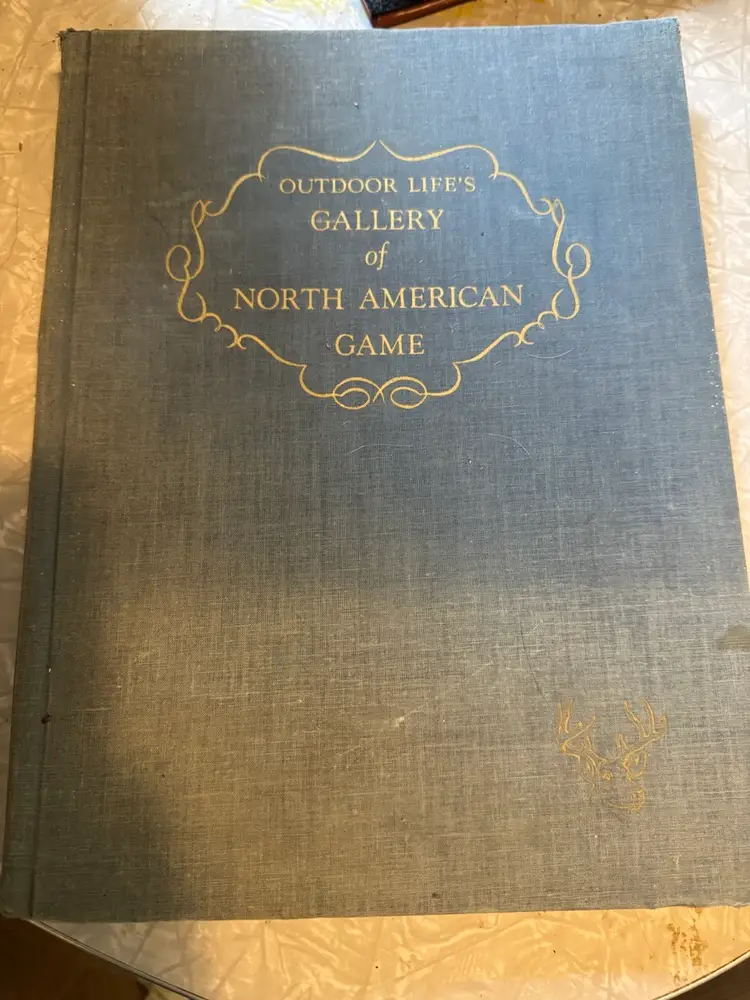 OUTDOOR LIFE'S
GALLERY
of
NORTH AMERICAN
GAME